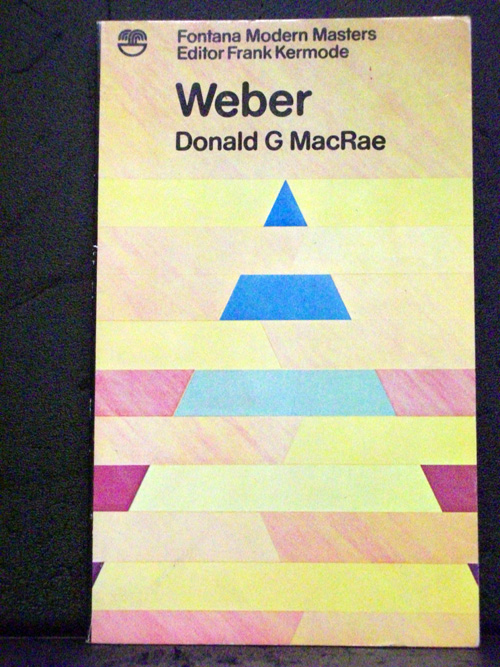 Fontana Modern Masters
Editor Frank Kermode
Weber
Donald G MacRae